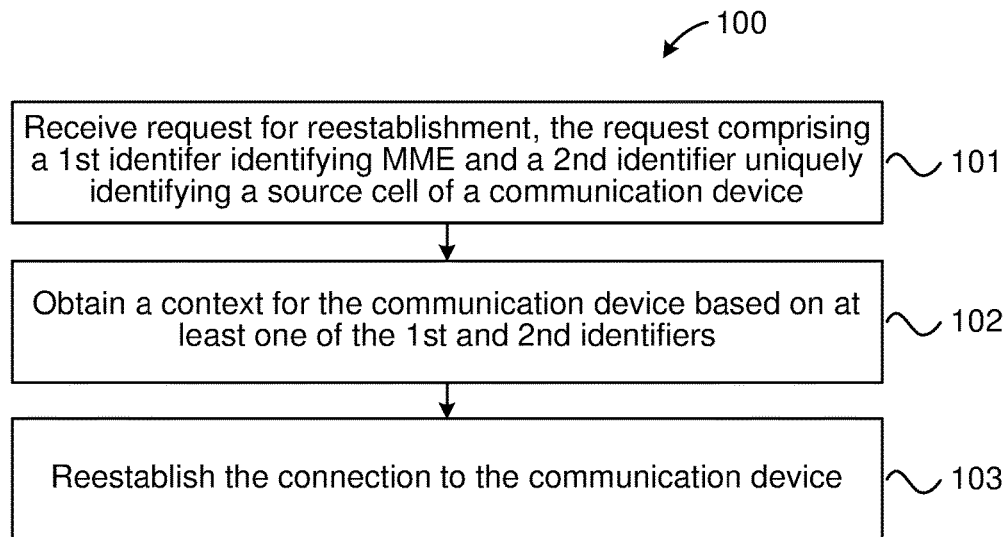 100
Receive request for reestablishment, the request comprising
a 1st identifer identifying MME and a 2nd identifier uniquely
identifying a source cell of a communication device
101
Obtain a context for the communication device based on at
least one of the 1st and 2nd identifiers
102
Reestablish the connection to the communication device
103